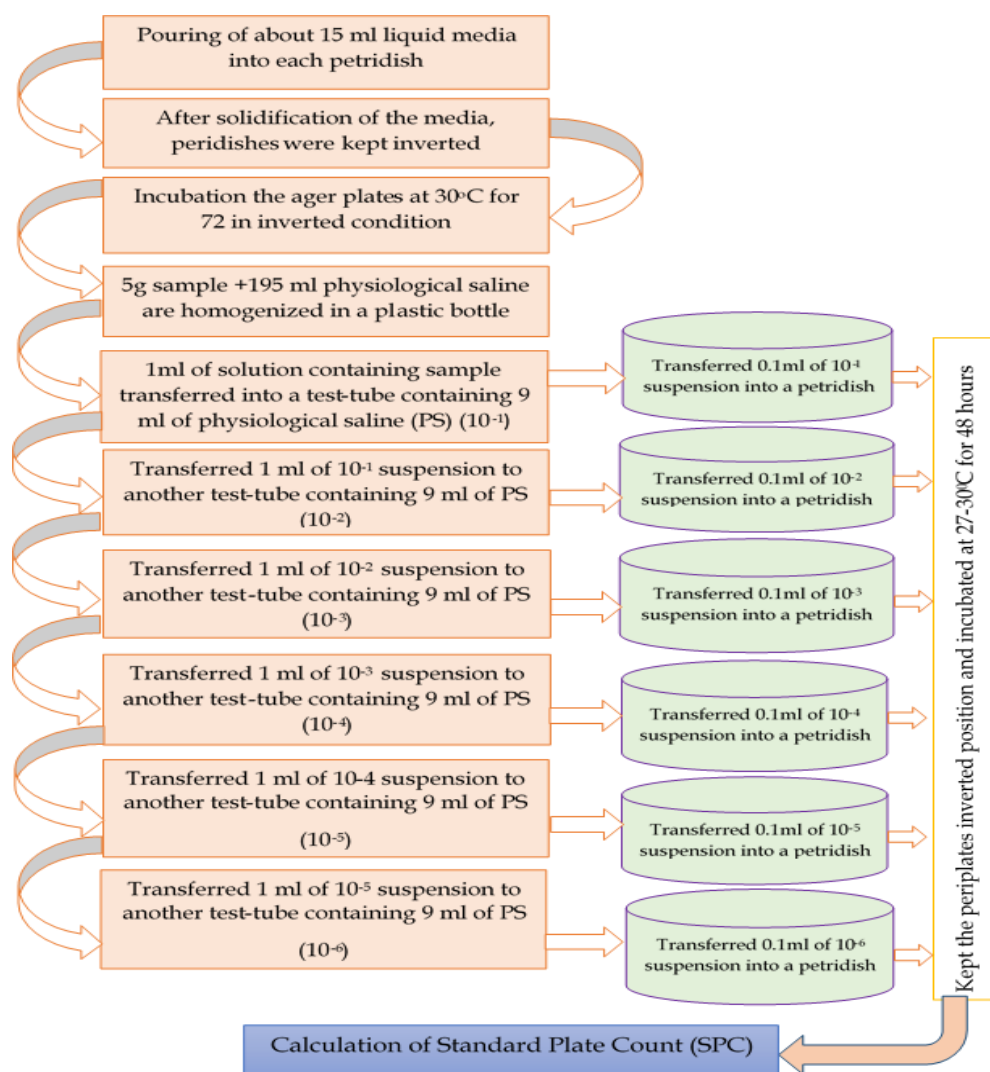 Pouring of about 15 ml liquid media
into each petridish
After solidification of the media,
peridishes were kept inverted
Incubation the ager plates at 30ᵒC for
72 in inverted condition
5g sample +195 ml physiological saline
are homogenized in a plastic bottle
1ml of solution containing sample
transferred into a test-tube containing 9
ml of physiological saline (PS) (10⁻¹)
Transferred 0.1ml of 10⁻¹
suspension into a petridish
Transferred 1 ml of 10⁻¹ suspension to
another test-tube containing 9 ml of PS
(10⁻²)
Transferred 0.1ml of 10⁻²
suspension into a petridish
Transferred 1 ml of 10⁻² suspension to
another test-tube containing 9 ml of PS
(10⁻³)
Transferred 0.1ml of 10⁻³
suspension into a petridish
Transferred 1 ml of 10⁻³ suspension to
another test-tube containing 9 ml of PS
(10⁻⁴)
Transferred 0.1ml of 10⁻⁴
suspension into a petridish
Transferred 1 ml of 10-4 suspension to
another test-tube containing 9 ml of PS
(10⁻⁵)
Transferred 0.1ml of 10⁻⁵
suspension into a petridish
Transferred 1 ml of 10⁻⁵ suspension to
another test-tube containing 9 ml of PS
(10⁻⁶)
Transferred 0.1ml of 10⁻⁶
suspension into a petridish
Kept the periplates inverted position and incubated at 27-30⁰C for 48 hours
Calculation of Standard Plate Count (SPC)